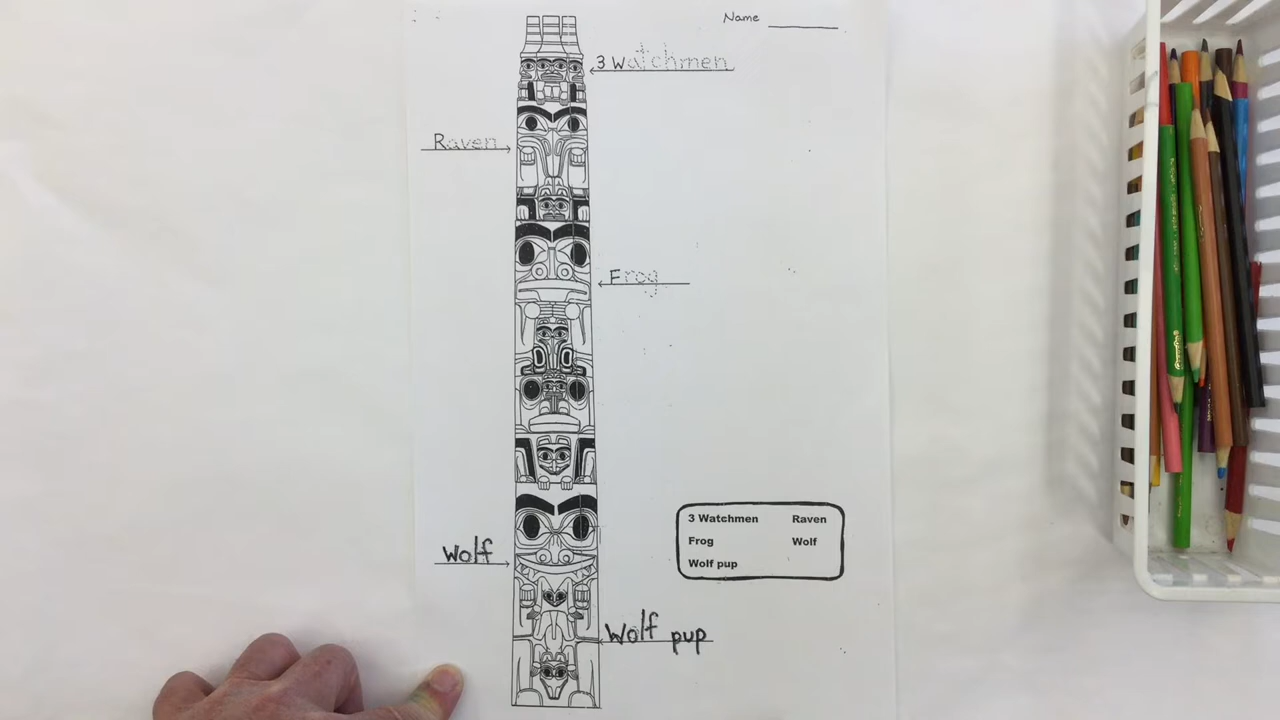 Name
3 Watchmen
Raven
Frog
Wolf
Wolf pup
3 Watchmen Raven
Frog Wolf
Wolf pup